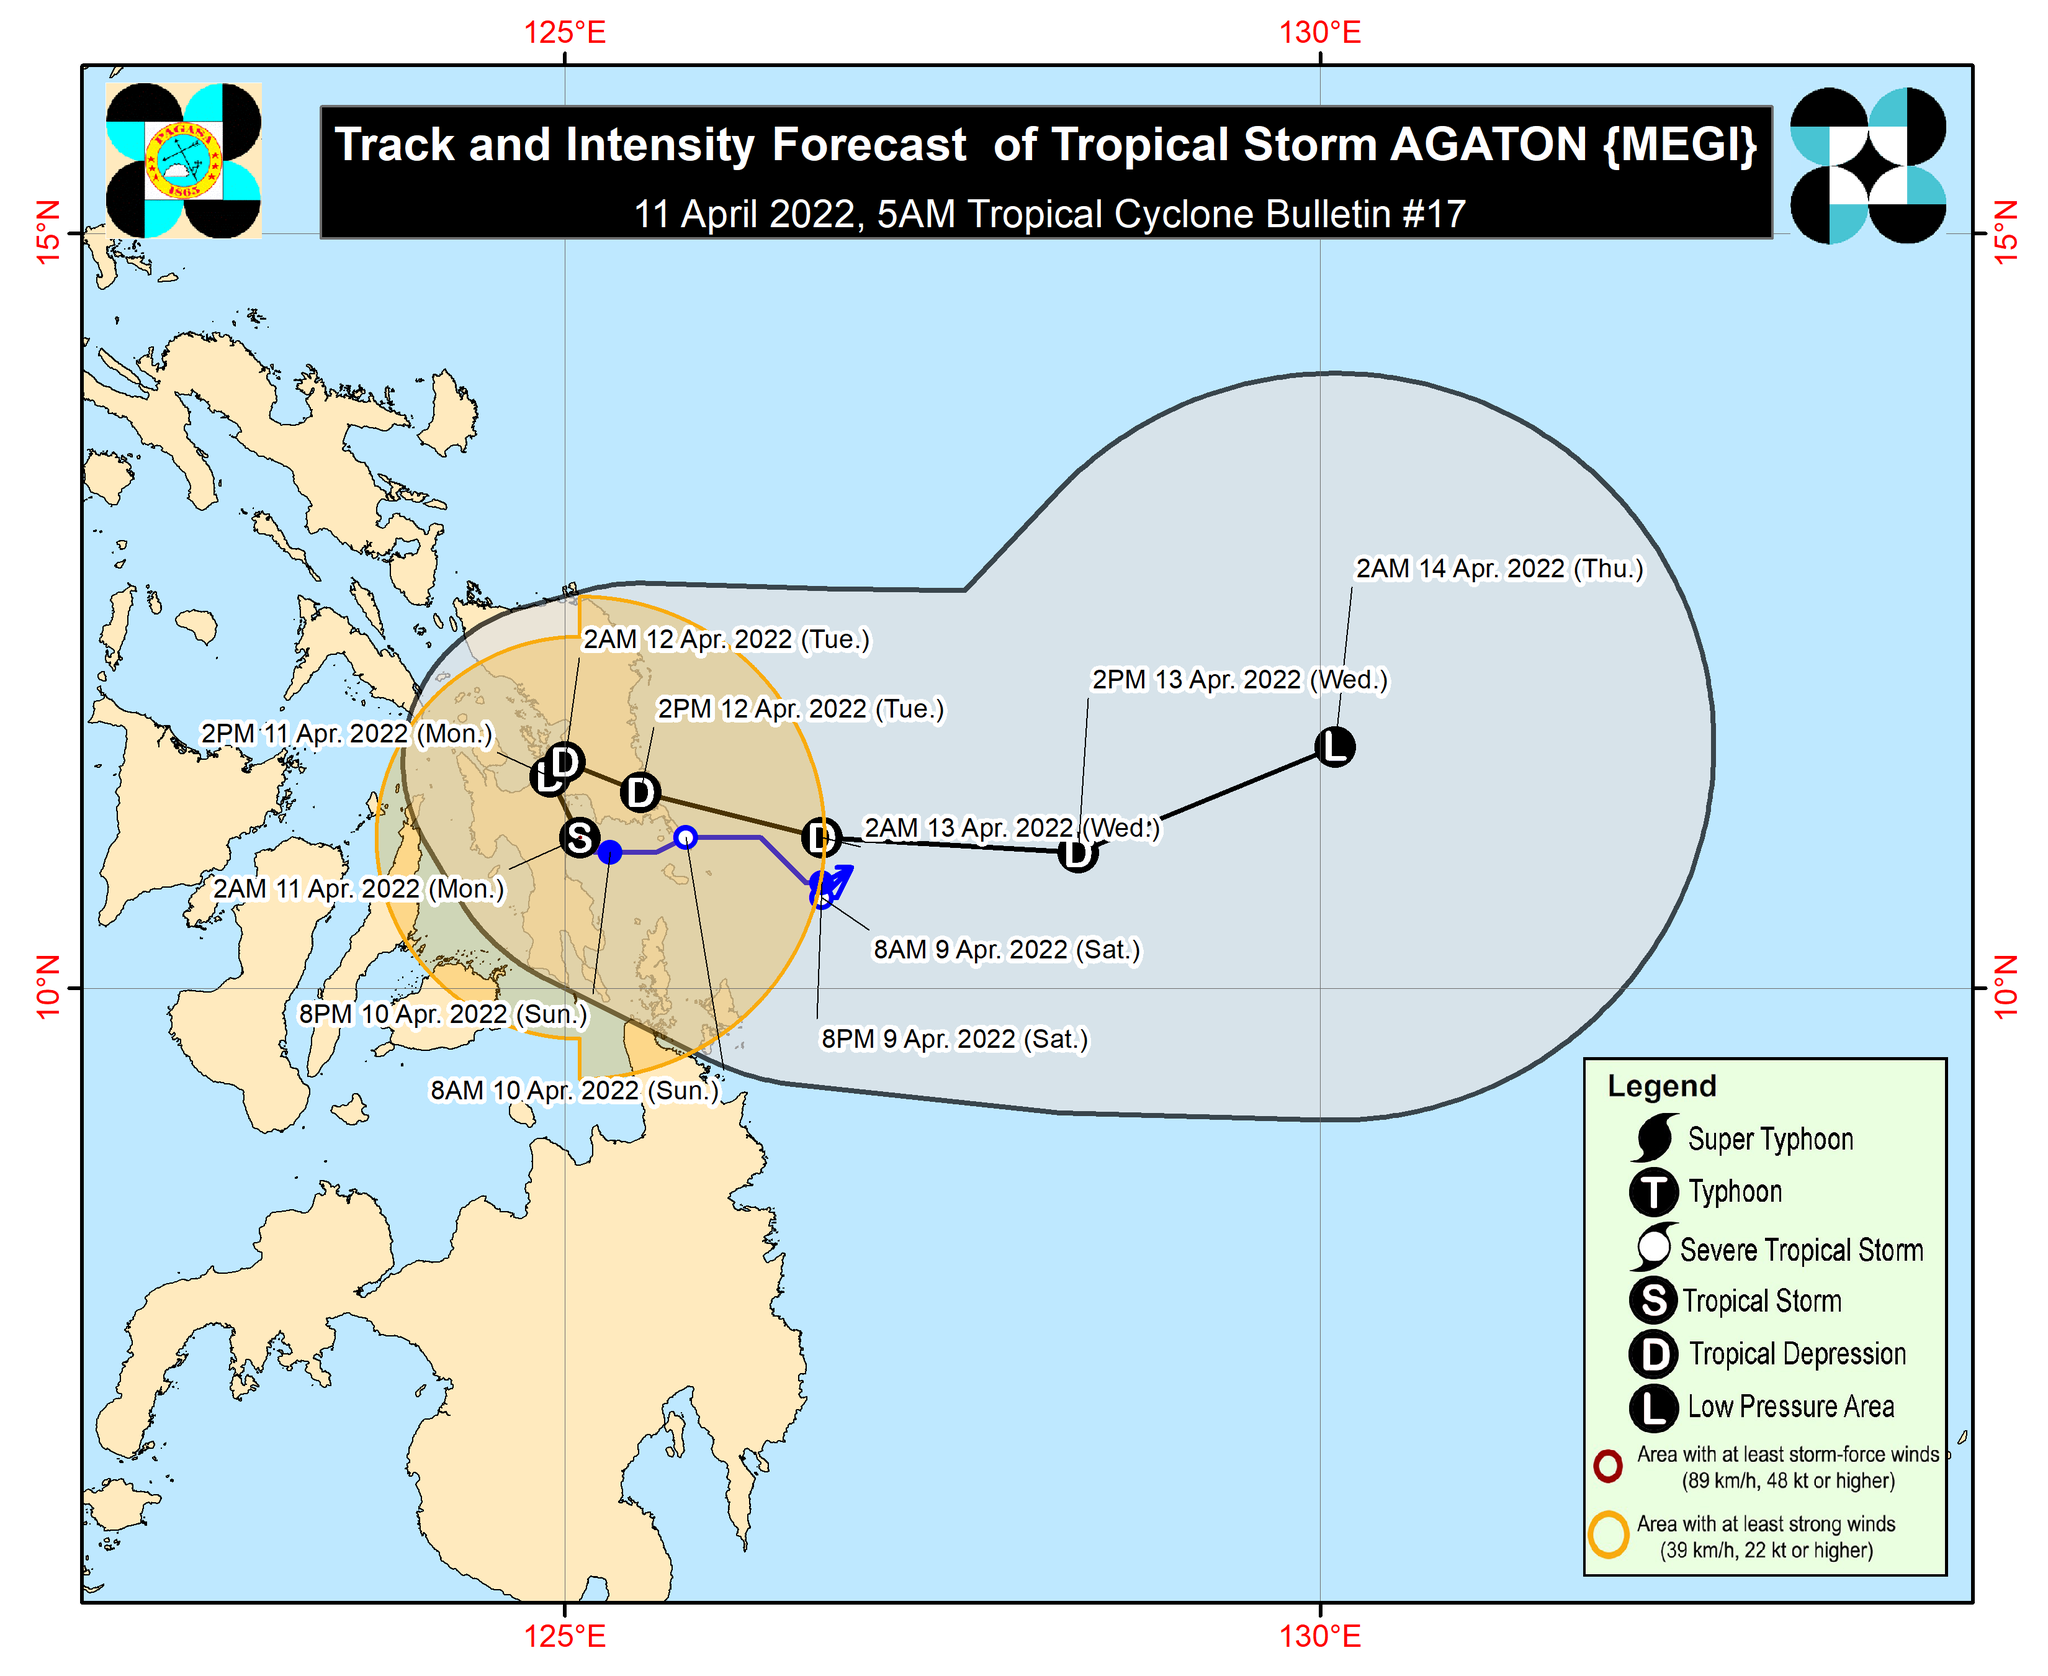 125°E
130°E
PAGASA
1865
Track and Intensity Forecast of Tropical Storm AGATON {MEGI}
11 April 2022, 5AM Tropical Cyclone Bulletin #17
15°N
15°N
2AM 14 Apr. 2022 (Thu.)
2AM 12 Apr. 2022 (Tue.)
2PM 13 Apr. 2022 (Wed.)
2PM 12 Apr. 2022 (Tue.)
2PM 11 Apr. 2022 (Mon.)
L
D
L
D
2AM 13 Apr. 2022 (Wed.)
S
D
D
2AM 11 Apr. 2022 (Mon.)
8AM 9 Apr. 2022 (Sat.)
10°N
10°N
8PM 10 Apr. 2022 (Sun.)
8PM 9 Apr. 2022 (Sat.)
8AM 10 Apr. 2022 (Sun.)
Legend
Super Typhoon
T Typhoon
Severe Tropical Storm
S Tropical Storm
D Tropical Depression
L Low Pressure Area
Area with at least storm-force winds
(89 km/h, 48 kt or higher)
Area with at least strong winds
(39 km/h, 22 kt or higher)
125°E
130°E